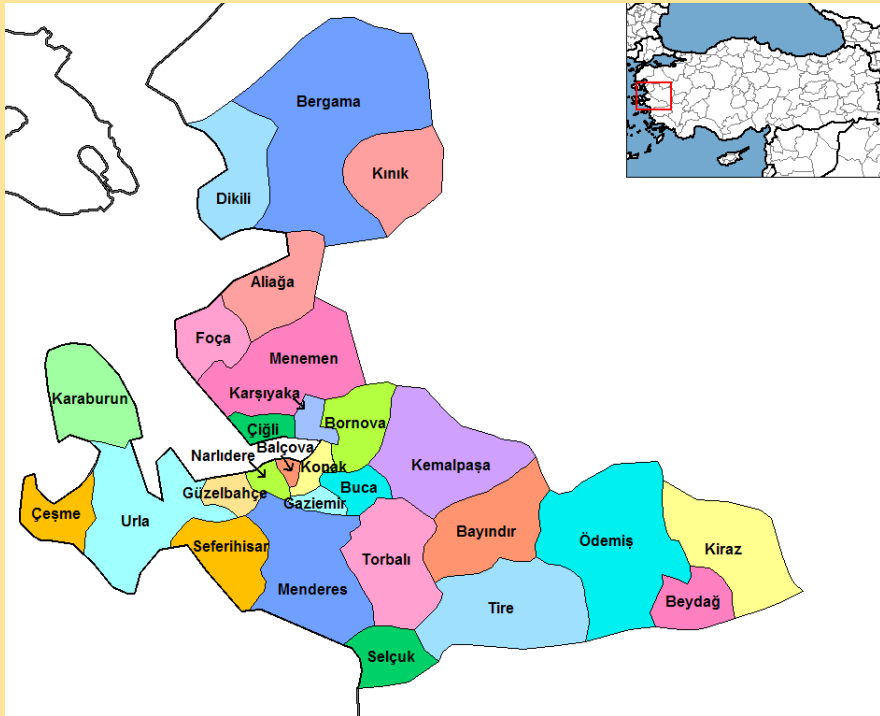 Bergama
Kınık
Dikili
Aliağa
Foça
Menemen
Karaburun
Karşıyaka
Çiğli
Bornova
Narlıdere
Balçova
Konak
Kemalpaşa
Güzelbahçe
Buca
Gaziemir
Çeşme
Urla
Seferihisar
Bayındır
Ödemiş
Kiraz
Torbalı
Menderes
Tire
Beydağ
Selçuk